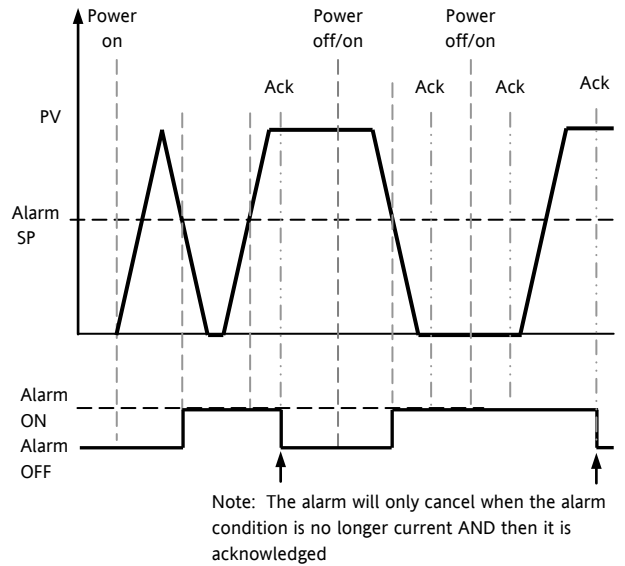 Power
on
Power
off/on
Power
off/on
Ack
Ack
Ack
Ack
PV
Alarm
SP
Alarm
ON
Alarm
OFF
Note: The alarm will only cancel when the alarm
condition is no longer current AND then it is
acknowledged